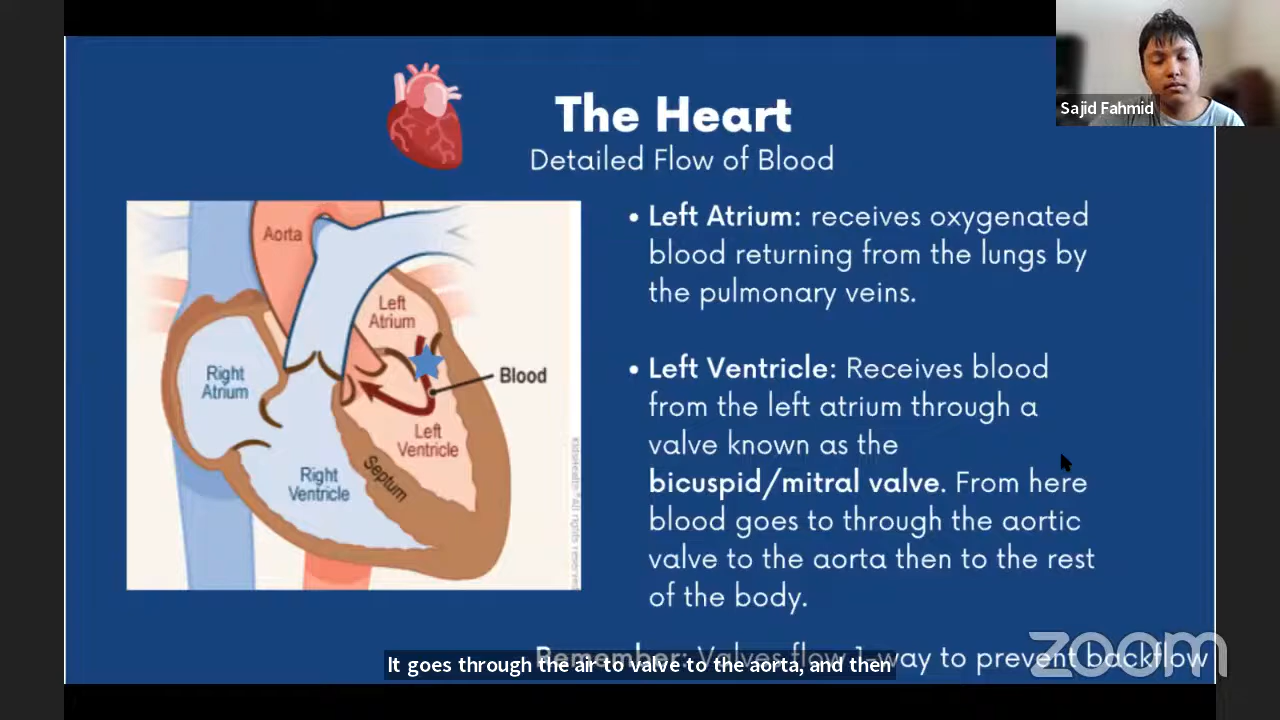 Sajid Fahmid
The Heart
Detailed Flow of Blood
Aorta
Left
Atrium
Right
Atrium
Blood
Left
Ventricle
Septum
Right
Ventricle
• Left Atrium: receives oxygenated
blood returning from the lungs by
the pulmonary veins.
• Left Ventricle: Receives blood
from the left atrium through a
valve known as the
bicuspid/mitral valve. From here
blood goes to through the aortic
valve to the aorta then to the rest
of the body.
Remember: Valves flow 1-way to prevent backflow
It goes through the air to valve to the aorta, and then
zoom